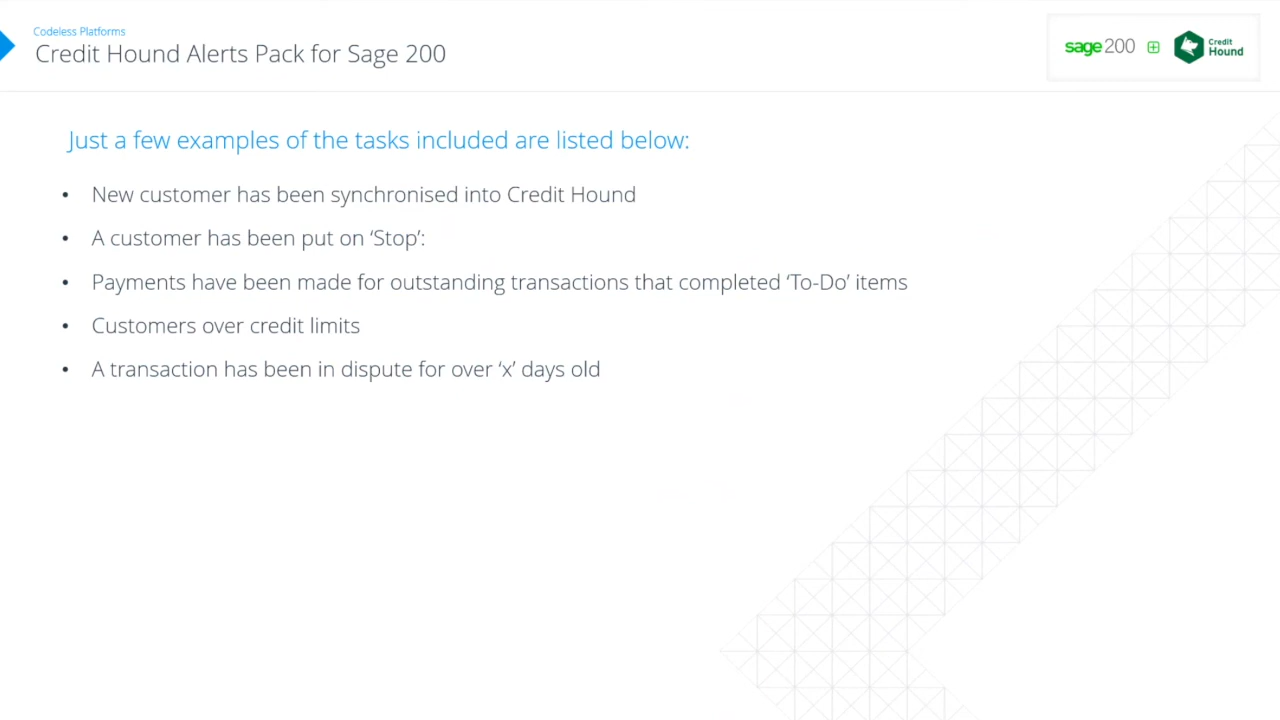 Codeless Platforms
Credit Hound Alerts Pack for Sage 200
sage200
Credit
Hound
Just a few examples of the tasks included are listed below:
• New customer has been synchronised into Credit Hound
• A customer has been put on ‘Stop’:
• Payments have been made for outstanding transactions that completed ‘To-Do’ items
• Customers over credit limits
• A transaction has been in dispute for over ‘x’ days old